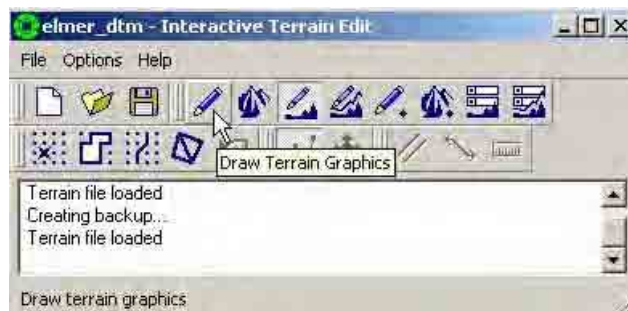 elmer_dtm - Interactive Terrain Edit
File Options Help
Draw Terrain Graphics
Terrain file loaded
Creating backup...
Terrain file loaded
Draw terrain graphics